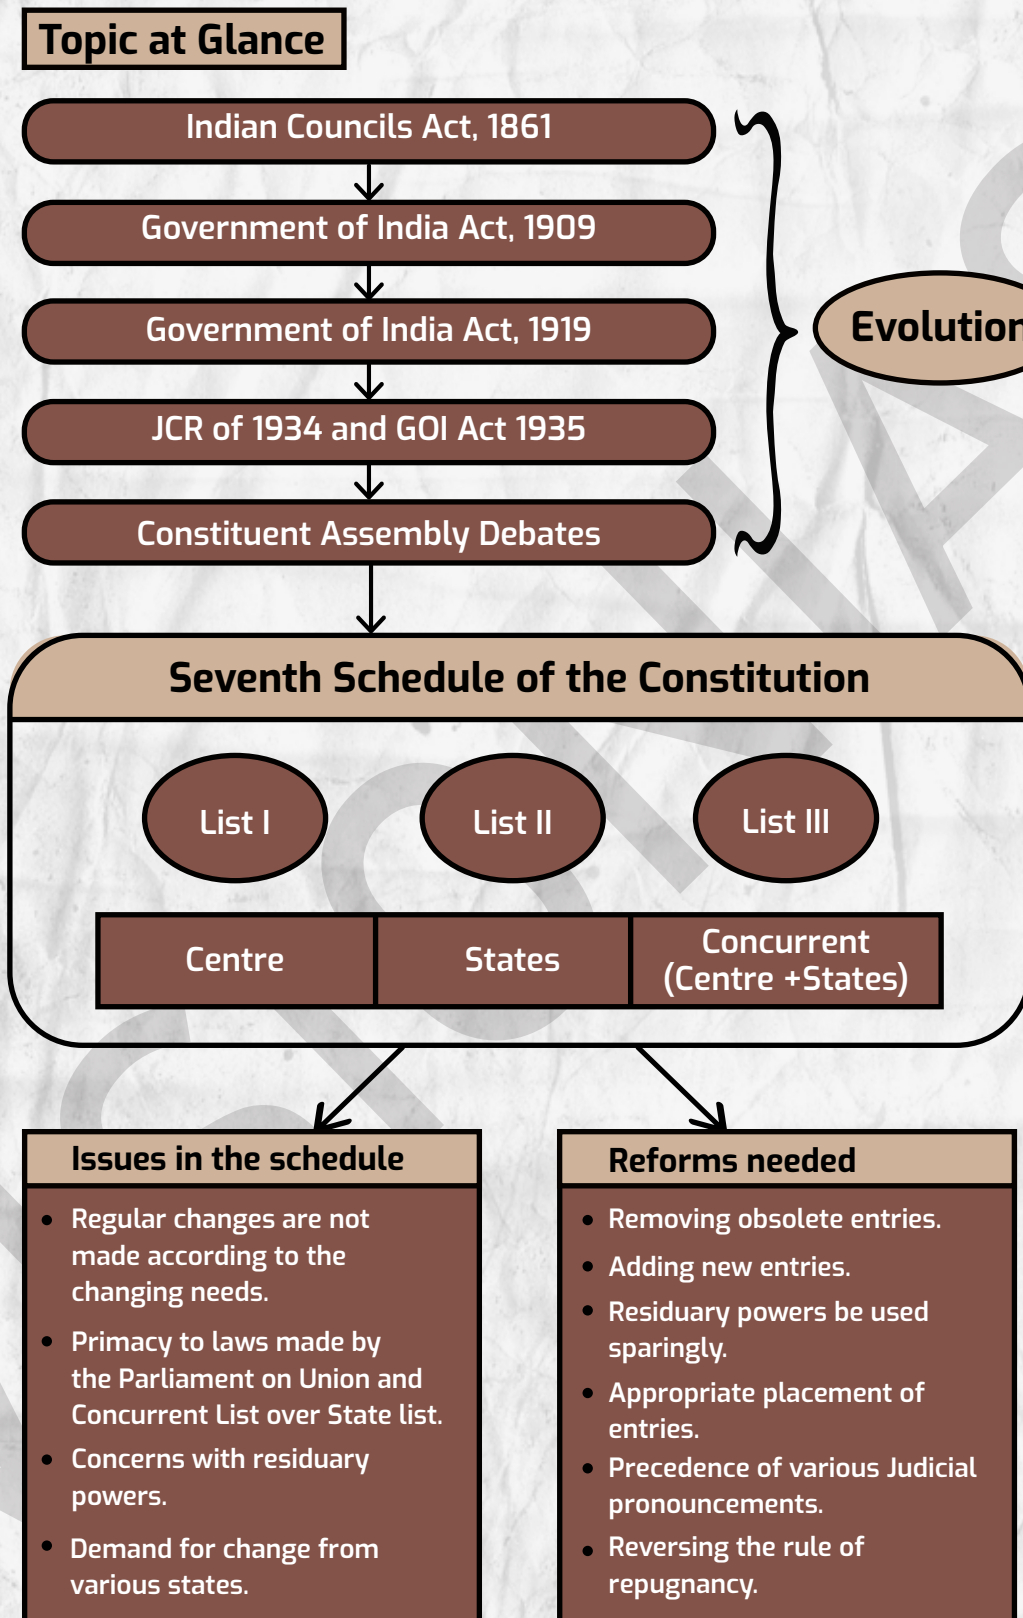 Topic at Glance
Indian Councils Act, 1861
Government of India Act, 1909
Government of India Act, 1919
JCR of 1934 and GOI Act 1935
Constituent Assembly Debates
Evolution
Seventh Schedule of the Constitution
List I
List II
List III
Centre
States
Concurrent
(Centre +States)
Issues in the schedule
• Regular changes are not
made according to the
changing needs.
• Primacy to laws made by
the Parliament on Union and
Concurrent List over State list.
• Concerns with residuary
powers.
• Demand for change from
various states.
Reforms needed
• Removing obsolete entries.
• Adding new entries.
• Residuary powers be used
sparingly.
• Appropriate placement of
entries.
• Precedence of various Judicial
pronouncements.
• Reversing the rule of
repugnancy.